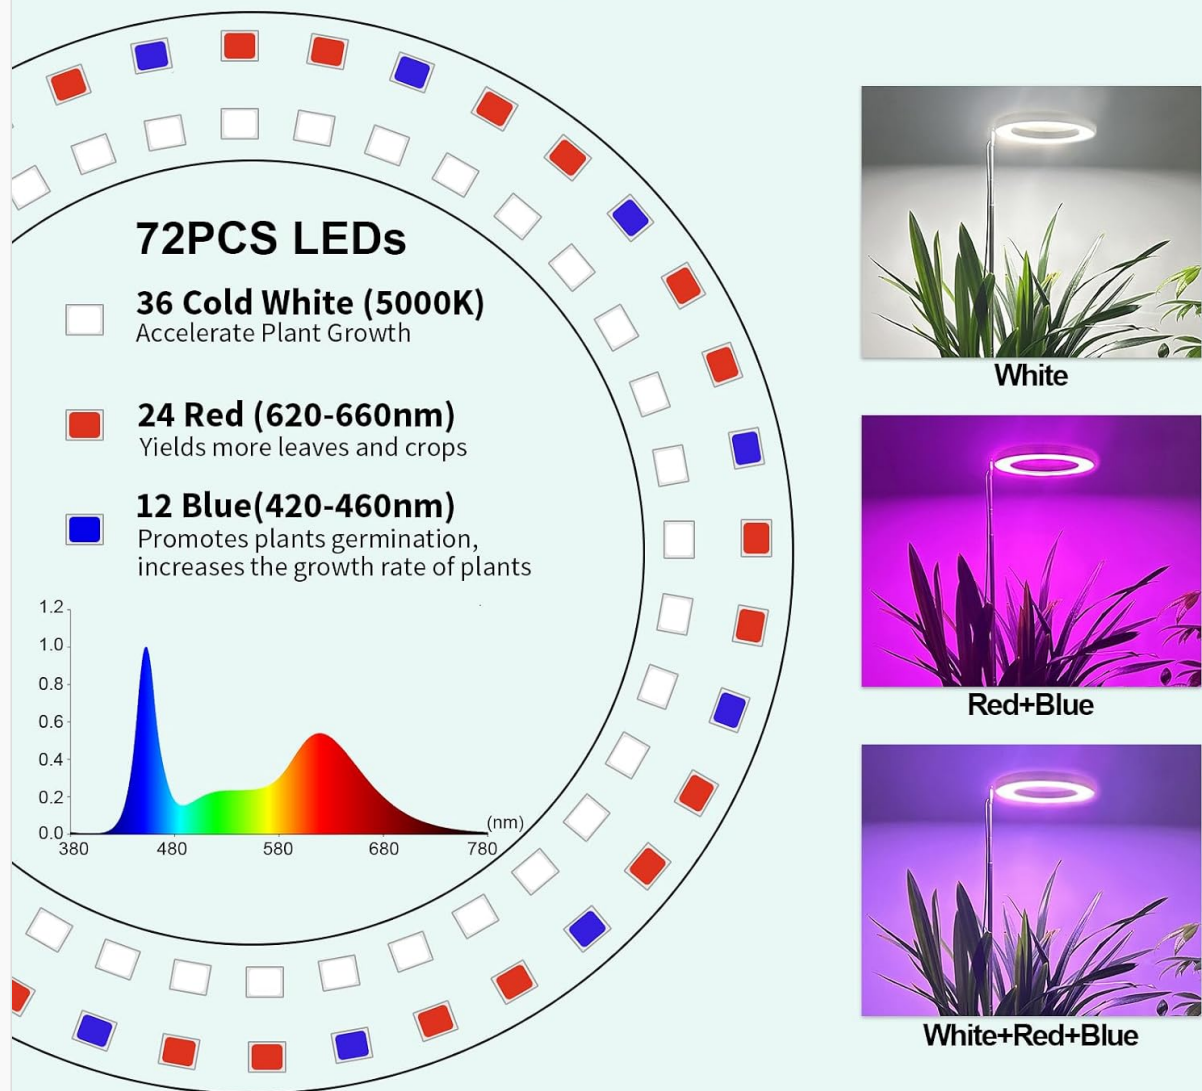 72PCS LEDs
36 Cold White (5000K)
Accelerate Plant Growth
24 Red (620-660nm)
Yields more leaves and crops
12 Blue(420-460nm)
Promotes plants germination,
increases the growth rate of plants
1.2
1.0
0.8
0.6
0.4
0.2
0.0
(nm)
380 480 580 680 780
White
Red+Blue
White+Red+Blue